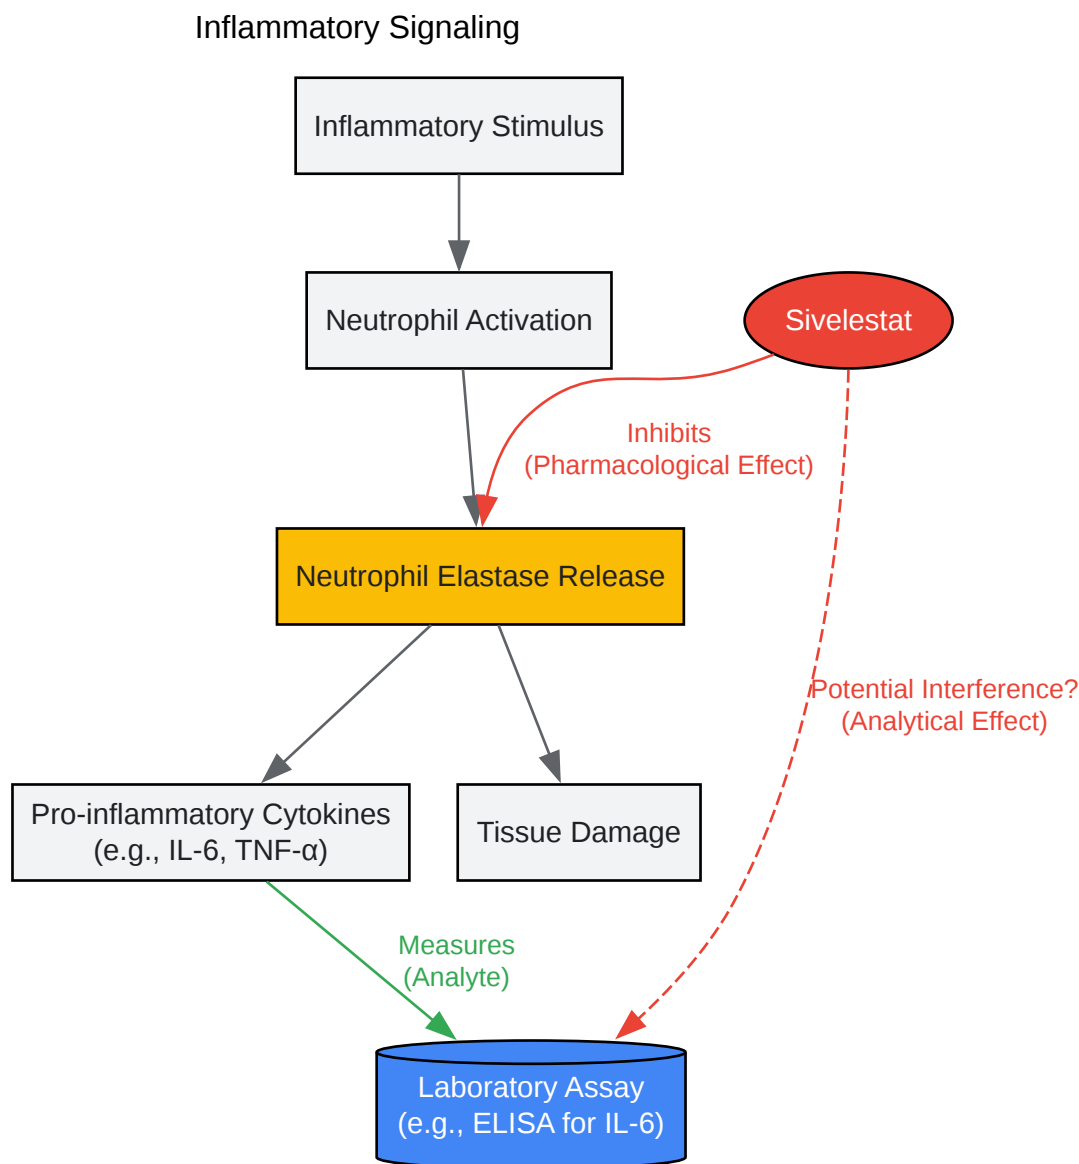 Inflammatory Signaling
Inflammatory Stimulus
Neutrophil Activation
Sivelestat
Inhibits
(Pharmacological Effect)
Neutrophil Elastase Release
Potential Interference?
(Analytical Effect)
Pro-inflammatory Cytokines
(e.g., IL-6, TNF-α)
Tissue Damage
Measures
(Analyte)
Laboratory Assay
(e.g., ELISA for IL-6)